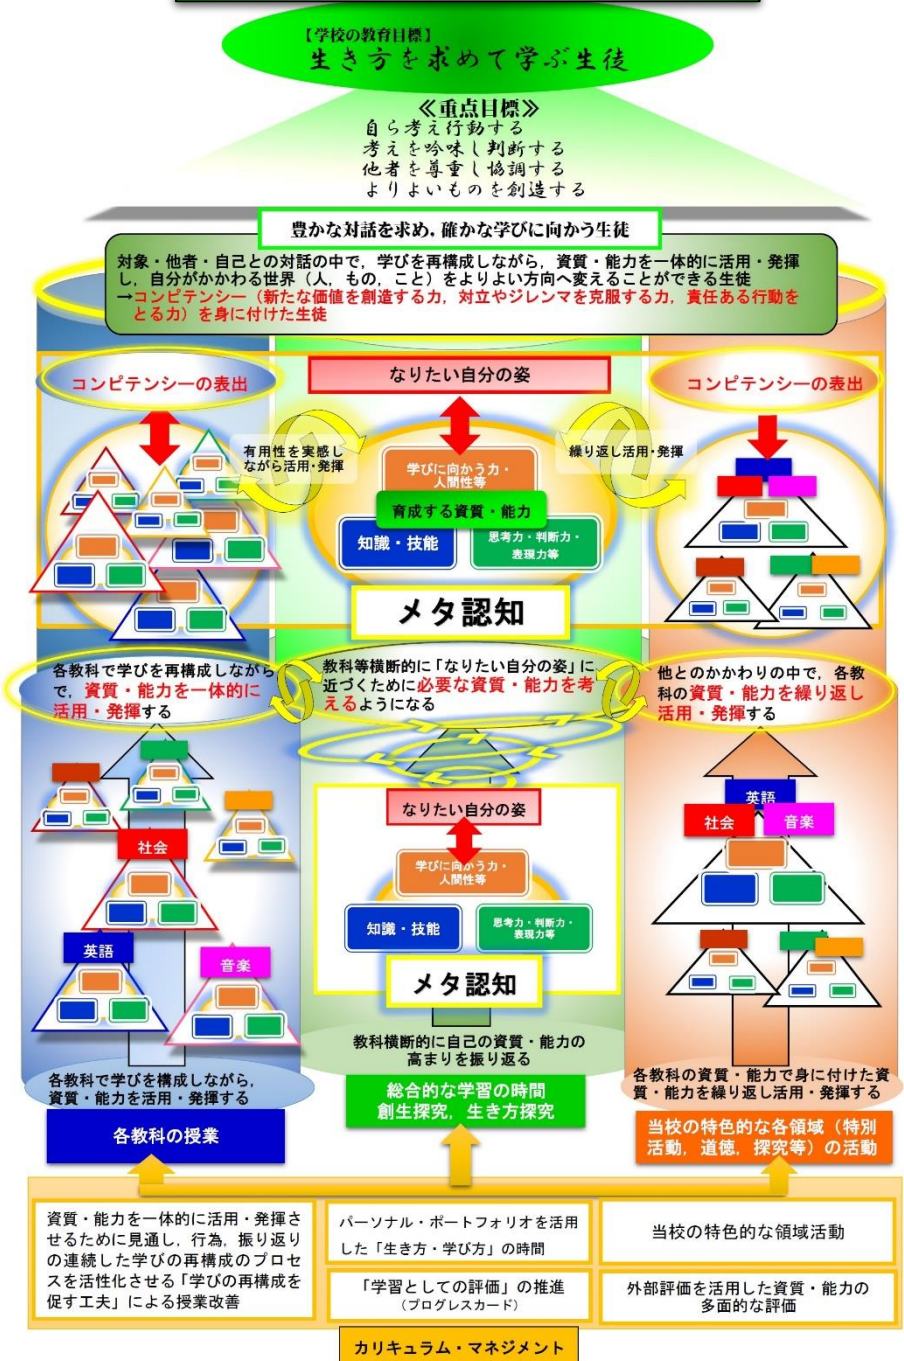 【学校の教育目標】
生き方を求めて学ぶ生徒
≪重点目標≫
自ら考え行動する
考えを吟味し判断する
他者を尊重し協調する
よりよいものを創造する
豊かな対話を求め，確かな学びに向かう生徒
対象・他者・自己との対話の中で，学びを再構成しながら，資質・能力を一体的に活用・発揮
し，自分がかかわる世界（人，もの，こと）をよりよい方向へ変えることができる生徒
→コンピテンシー（新たな価値を創造する力，対立やジレンマを克服する力，責任ある行動を
とる力）を身に付けた生徒
コンピテンシーの表出
なりたい自分の姿
コンピテンシーの表出
有用性を実感し
ながら活用・発揮
繰り返し活用・発揮
学びに向かう力・
人間性等
育成する資質・能力
知識・技能
思考力・判断力・
表現力等
メタ認知
各教科で学びを再構成しながら
で，資質・能力を一体的に
活用・発揮する
教科等横断的に「なりたい自分の姿」に
近づくために必要な資質・能力を考
えるようになる
他とのかかわりの中で，各教
科の資質・能力を繰り返し
活用・発揮する
なりたい自分の姿
学びに向かう力・
人間性等
知識・技能
思考力・判断力・
表現力等
メタ認知
社会
英語
音楽
英語
社会
音楽
教科横断的に自己の資質・能力の
高まりを振り返る
各教科で学びを構成しながら，
資質・能力を活用・発揮する
各教科の資質・能力で身に付けた資
質・能力を繰り返し活用・発揮する
各教科の授業
総合的な学習の時間
創生探究，生き方探究
当校の特色的な各領域（特別
活動，道徳，探究等）の活動
資質・能力を一体的に活用・発揮さ
せるために見通し，行為，振り返り
の連続した学びの再構成のプロセ
スを活性化させる「学びの再構成を
促す工夫」による授業改善
パーソナル・ポートフォリオを活用
した「生き方・学び方」の時間
「学習としての評価」の推進
（プログレスカード）
当校の特色的な領域活動
外部評価を活用した資質・能力の
多面的な評価
カリキュラム・マネジメント